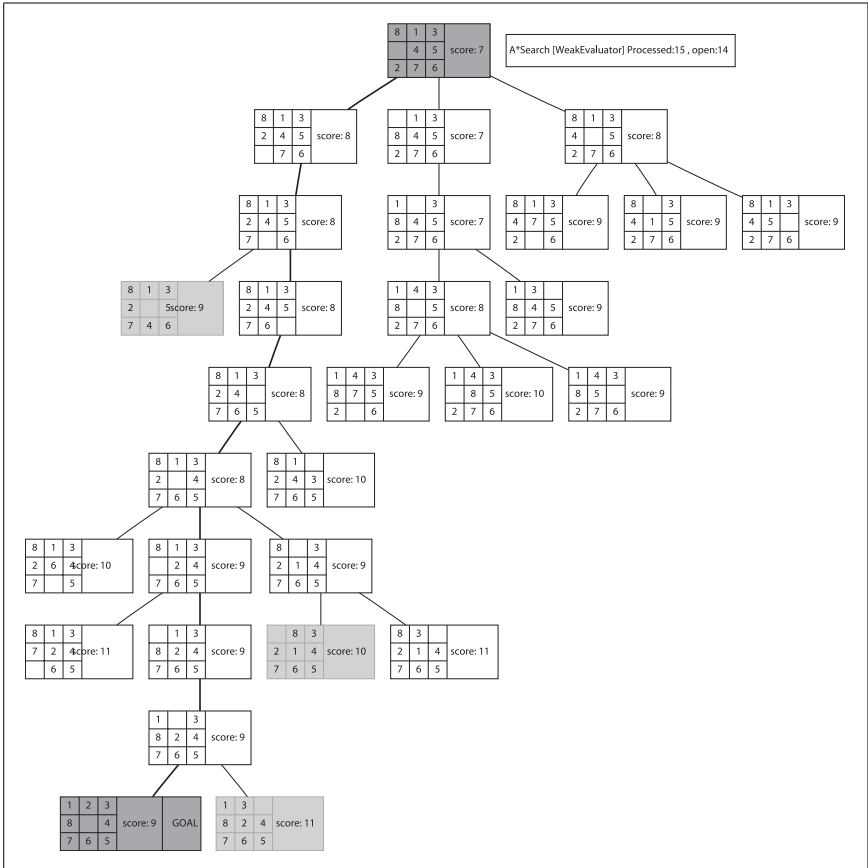 8 1 3
4 5 score: 7
2 7 6
A*Search [WeakEvaluator] Processed:15 , open:14
8 1 3
2 4 5 score: 8
7 6
1 3
8 4 5 score: 7
2 7 6
8 1 3
4 5 score: 8
2 7 6
8 1 3
2 4 5 score: 8
7 6
1 3
8 4 5 score: 7
2 7 6
8 1 3
4 7 5 score: 9
2 6
8 3
4 1 5 score: 9
2 7 6
8 1 3
4 5 score: 9
2 7 6
8 1 3
2 5 score: 9
7 4 6
8 1 3
2 4 5 score: 8
7 6
1 4 3
8 5 score: 8
2 7 6
1 3
8 4 5 score: 9
2 7 6
8 1 3
2 4 score: 8
7 6 5
1 4 3
8 7 5 score: 9
2 6
1 4 3
8 5 score: 10
2 7 6
1 4 3
8 5 score: 9
2 7 6
8 1 3
2 4 score: 8
7 6 5
8 1
2 4 3 score: 10
7 6 5
8 1 3
2 6 4 score: 10
7 5
8 1 3
2 4 score: 9
7 6 5
8 3
2 1 4 score: 9
7 6 5
8 1 3
7 2 4 score: 11
6 5
1 3
8 2 4 score: 9
7 6 5
8 3
2 1 4 score: 10
7 6 5
8 3
2 1 4 score: 11
7 6 5
1 3
8 2 4 score: 9
7 6 5
1 2 3
8 4 score: 9 GOAL
7 6 5
1 3
8 2 4 score: 11
7 6 5